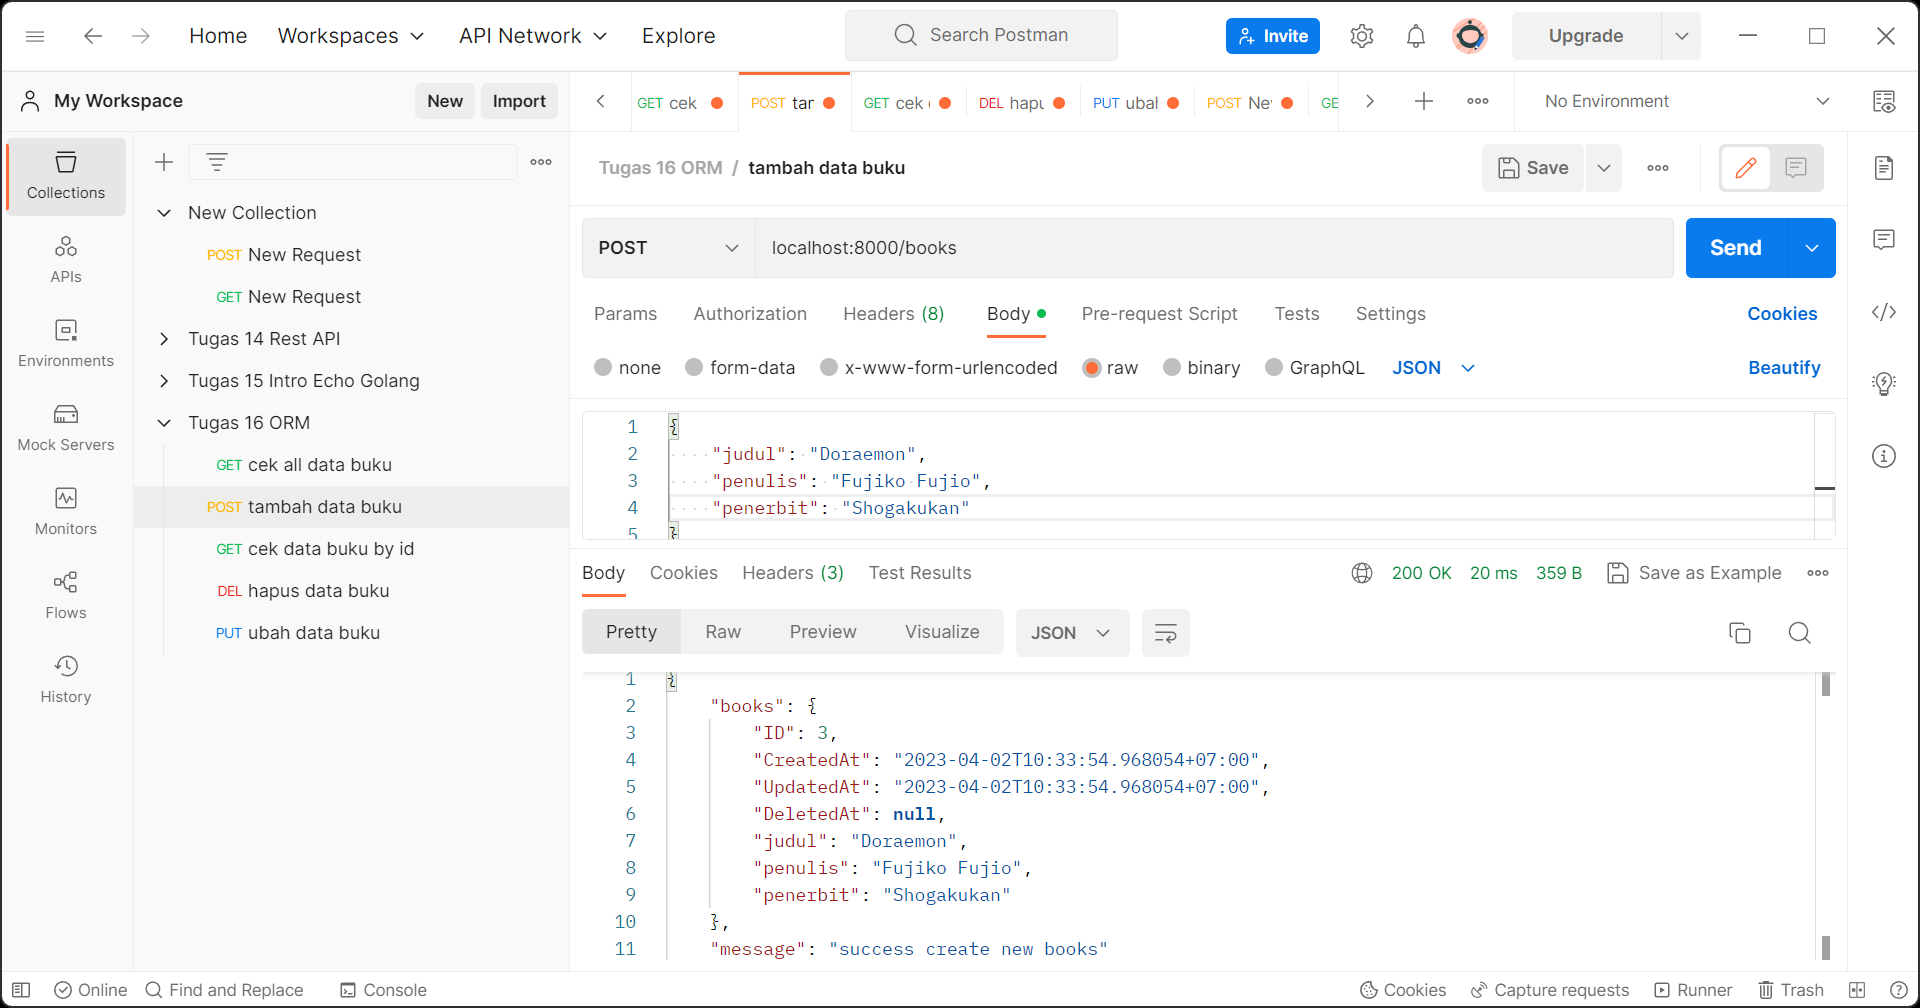 Home Workspaces API Network Explore Search Postman Invite Upgrade
My Workspace New Import
GET cek POST tar GET cek DEL hapu PUT ubah POST Ne GE No Environment
Collections
APIs
Environments
Mock Servers
Monitors
Flows
History
New Collection
POST New Request
GET New Request
Tugas 14 Rest API
Tugas 15 Intro Echo Golang
Tugas 16 ORM
GET cek all data buku
POST tambah data buku
GET cek data buku by id
DEL hapus data buku
PUT ubah data buku
Tugas 16 ORM / tambah data buku Save
POST localhost:8000/books Send
Params Authorization Headers (8) Body Pre-request Script Tests Settings Cookies
none form-data x-www-form-urlencoded raw binary GraphQL JSON Beautify
1 {
2 "judul": "Doraemon",
3 "penulis": "Fujiko Fujio",
4 "penerbit": "Shogakukan"
5 }
Body Cookies Headers (3) Test Results 200 OK 20 ms 359 B Save as Example
Pretty Raw Preview Visualize JSON
1 {
2 "books": {
3 "ID": 3,
4 "CreatedAt": "2023-04-02T10:33:54.968054+07:00",
5 "UpdatedAt": "2023-04-02T10:33:54.968054+07:00",
6 "DeletedAt": null,
7 "judul": "Doraemon",
8 "penulis": "Fujiko Fujio",
9 "penerbit": "Shogakukan"
10 },
11 "message": "success create new books"
Online Find and Replace Console Cookies Capture requests Runner Trash